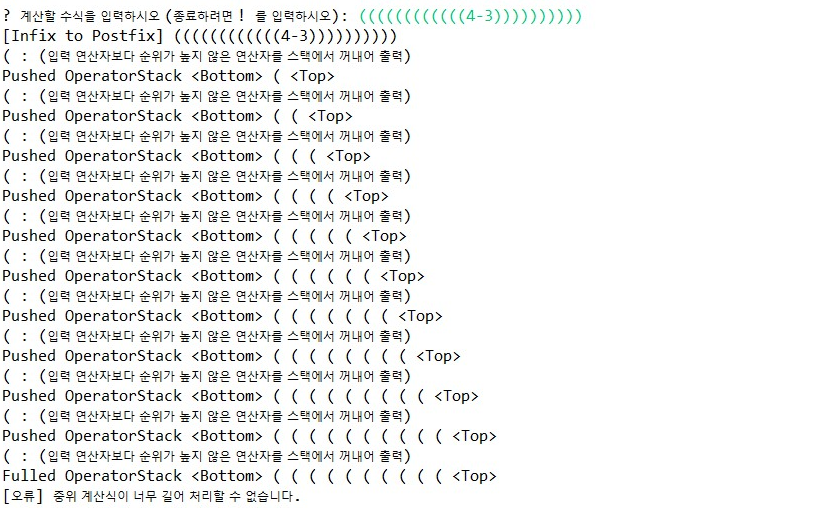 ? 계산할 수식을 입력하시오 (종료하려면 ! 를 입력하시오): ((((((((((((4-3))))))))))
[Infix to Postfix] ((((((((((((4-3))))))))))
( : (입력 연산자보다 순위가 높지 않은 연산자를 스택에서 꺼내어 출력)
Pushed OperatorStack <Bottom> ( <Top>
( : (입력 연산자보다 순위가 높지 않은 연산자를 스택에서 꺼내어 출력)
Pushed OperatorStack <Bottom> ( ( <Top>
( : (입력 연산자보다 순위가 높지 않은 연산자를 스택에서 꺼내어 출력)
Pushed OperatorStack <Bottom> ( ( ( <Top>
( : (입력 연산자보다 순위가 높지 않은 연산자를 스택에서 꺼내어 출력)
Pushed OperatorStack <Bottom> ( ( ( ( <Top>
( : (입력 연산자보다 순위가 높지 않은 연산자를 스택에서 꺼내어 출력)
Pushed OperatorStack <Bottom> ( ( ( ( ( <Top>
( : (입력 연산자보다 순위가 높지 않은 연산자를 스택에서 꺼내어 출력)
Pushed OperatorStack <Bottom> ( ( ( ( ( ( <Top>
( : (입력 연산자보다 순위가 높지 않은 연산자를 스택에서 꺼내어 출력)
Pushed OperatorStack <Bottom> ( ( ( ( ( ( ( <Top>
( : (입력 연산자보다 순위가 높지 않은 연산자를 스택에서 꺼내어 출력)
Pushed OperatorStack <Bottom> ( ( ( ( ( ( ( ( <Top>
( : (입력 연산자보다 순위가 높지 않은 연산자를 스택에서 꺼내어 출력)
Pushed OperatorStack <Bottom> ( ( ( ( ( ( ( ( ( <Top>
( : (입력 연산자보다 순위가 높지 않은 연산자를 스택에서 꺼내어 출력)
Pushed OperatorStack <Bottom> ( ( ( ( ( ( ( ( ( ( <Top>
( : (입력 연산자보다 순위가 높지 않은 연산자를 스택에서 꺼내어 출력)
Fulled OperatorStack <Bottom> ( ( ( ( ( ( ( ( ( ( <Top>
[오류] 중위 계산식이 너무 길어 처리할 수 없습니다.